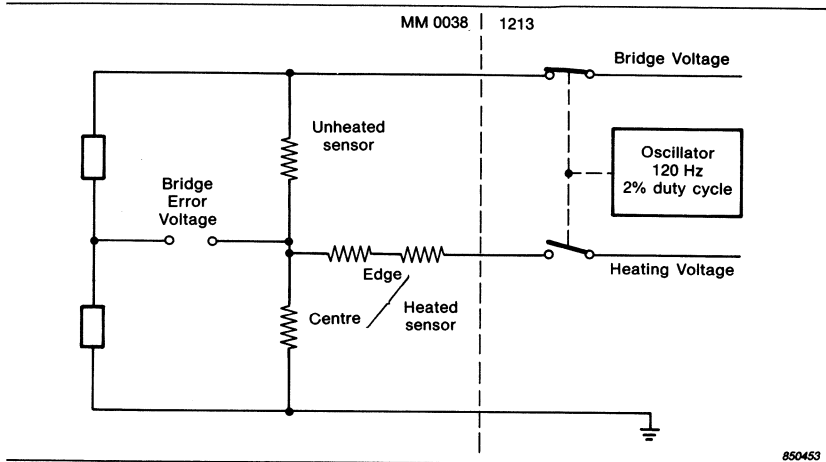 MM 0038 1213
Bridge Voltage
Unheated
sensor
Oscillator
120 Hz
2% duty cycle
Bridge
Error
Voltage
Edge
Heating Voltage
Centre
Heated
sensor
850453